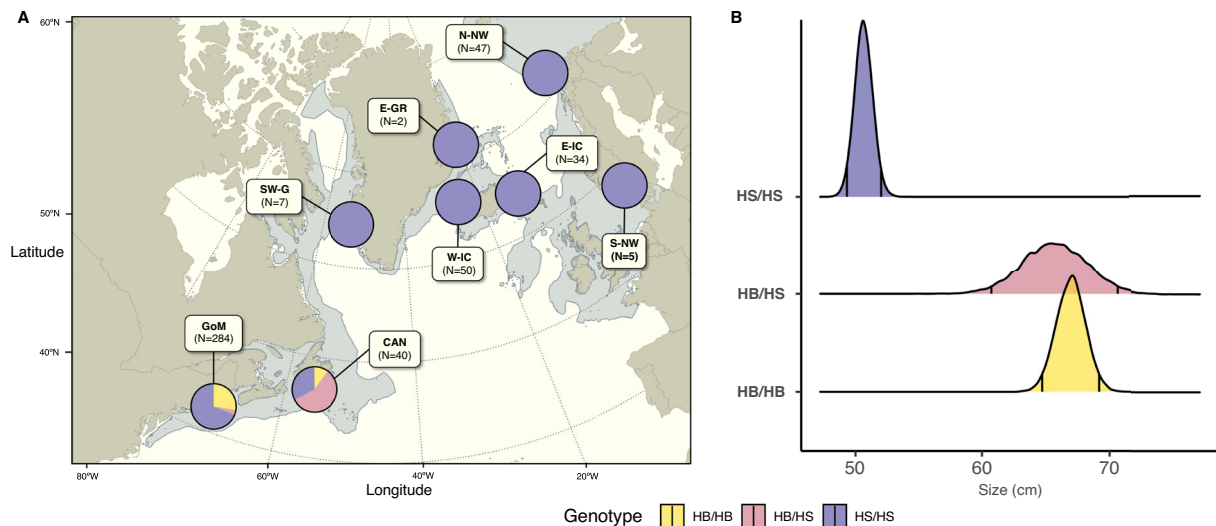 A
60°N
50°N
Latitude
40°N
N-NW
(N=47)
E-GR
(N=2)
E-IC
(N=34)
SW-G
(N=7)
W-IC
(N=50)
S-NW
(N=5)
GoM
(N=284)
CAN
(N=40)
80°W
60°W
40°W
20°W
Longitude
B
HS/HS
HB/HS
HB/HB
50
60
70
Size (cm)
Genotype HB/HB HB/HS HS/HS